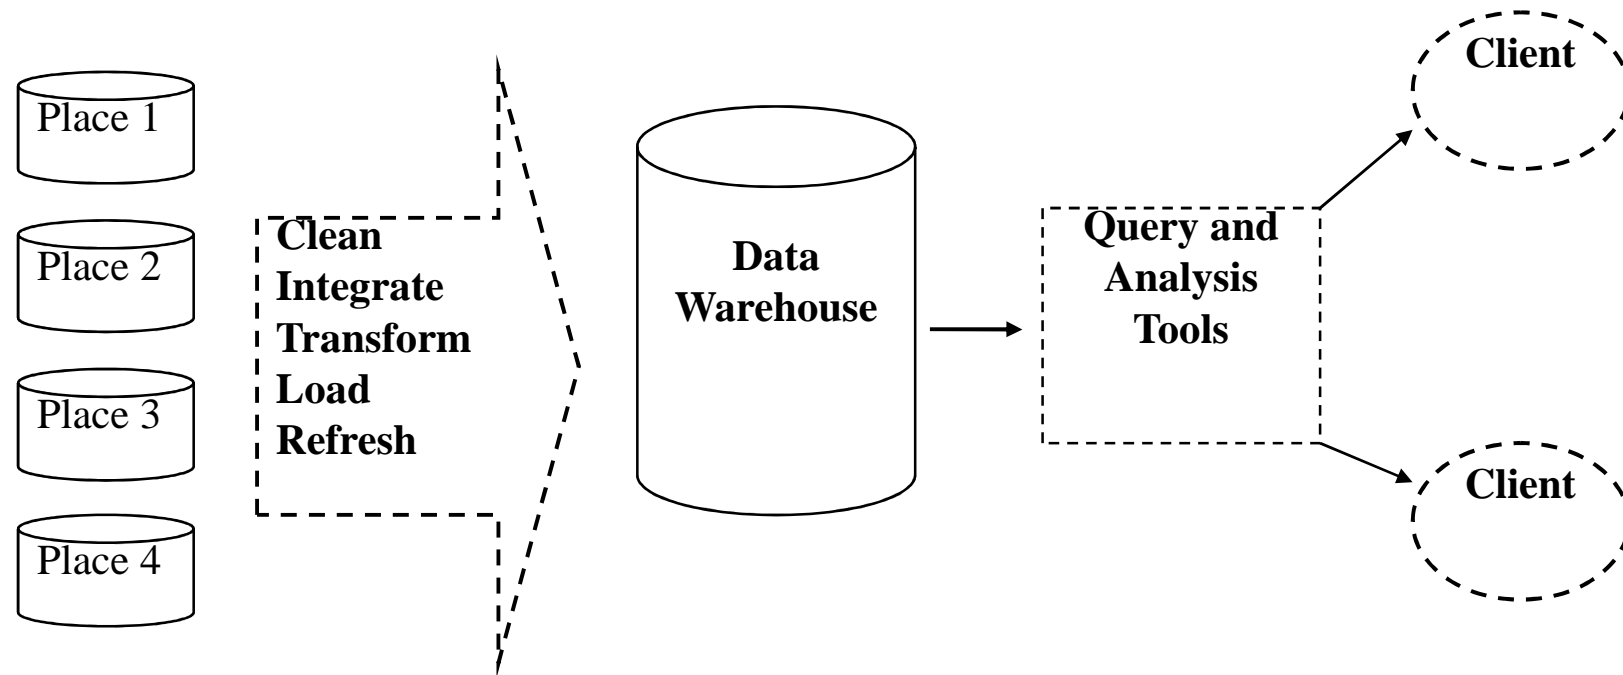 Place 1
Place 2
Place 3
Place 4
Clean
Integrate
Transform
Load
Refresh
Data
Warehouse
Query and
Analysis
Tools
Client
Client